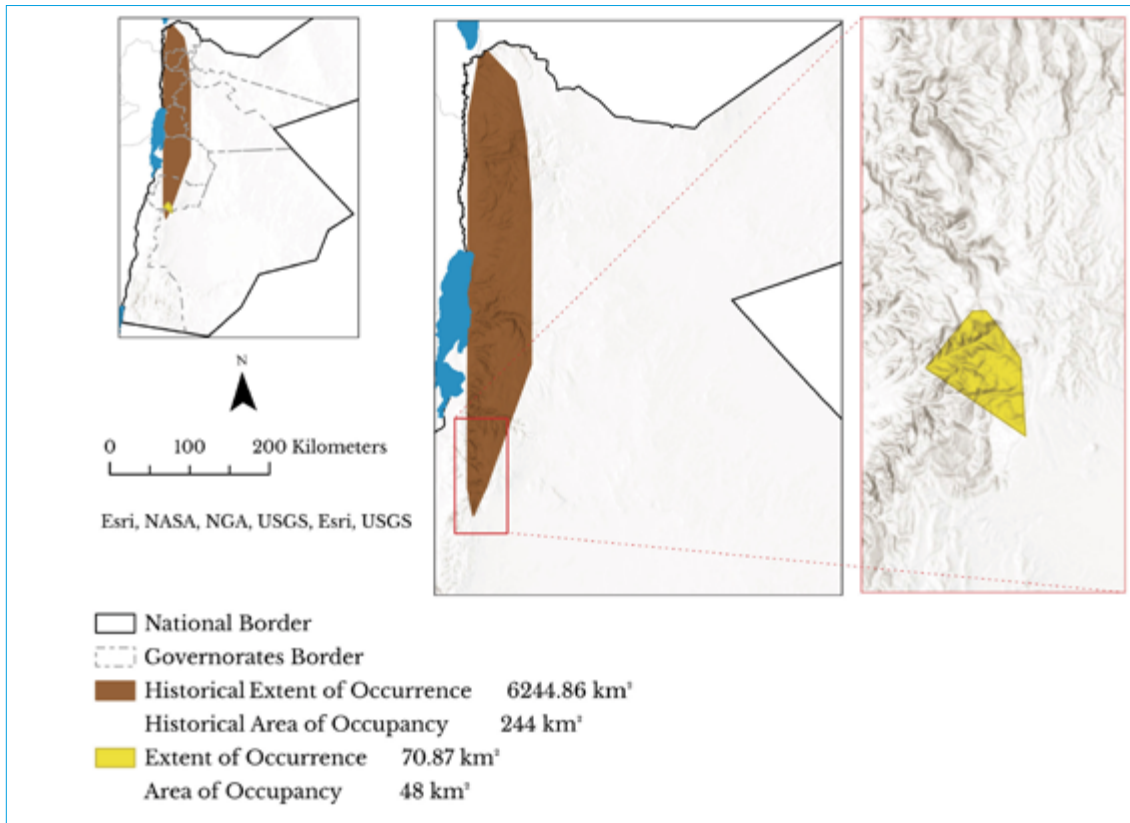 N
0 100 200 Kilometers
Esri, NASA, NGA, USGS, Esri, USGS
National Border
Governorates Border
Historical Extent of Occurrence 6244.86 km²
Historical Area of Occupancy 244 km²
Extent of Occurrence 70.87 km²
Area of Occupancy 48 km²